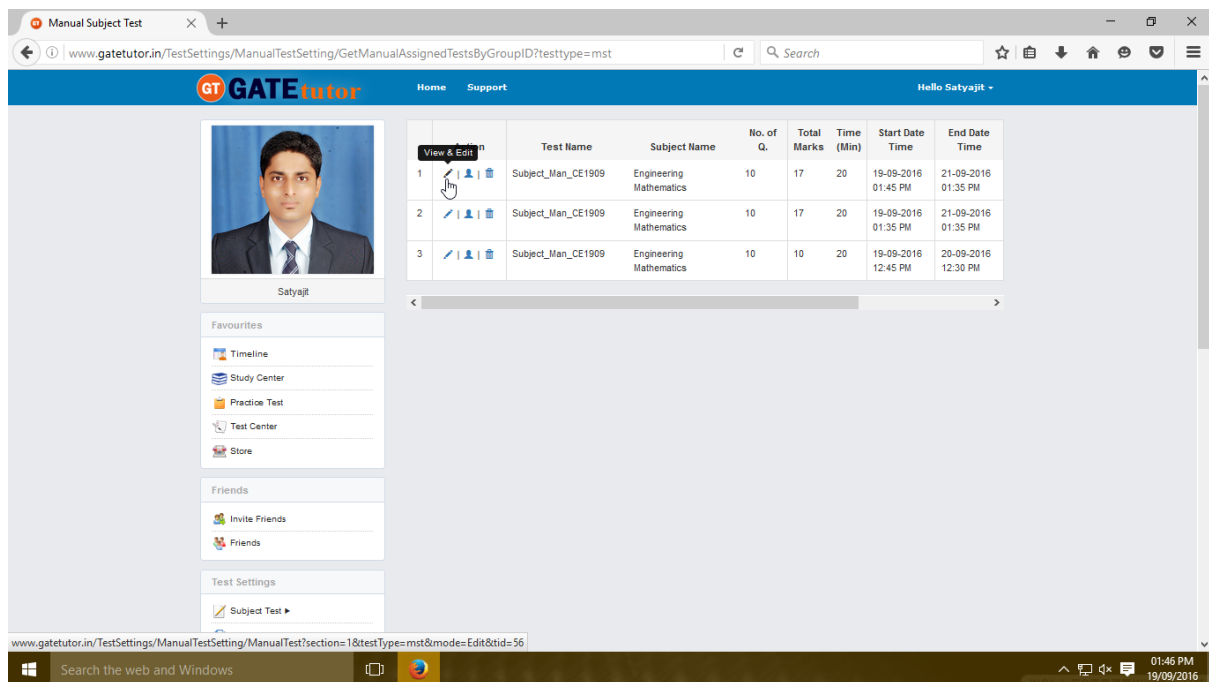 Manual Subject Test
www.gatetutor.in/TestSettings/ManualTestSetting/GetManualAssignedTestsByGroupID?testtype=mst
Search
GT GATEtutor
Home Support
Hello Satyajit
No. of Q. Total Marks Time (Min) Start Date Time End Date Time
Test Name Subject Name
View & Edit
1 Subject_Man_CE1909 Engineering Mathematics 10 17 20 19-09-2016 01:45 PM 21-09-2016 01:35 PM
2 Subject_Man_CE1909 Engineering Mathematics 10 17 20 19-09-2016 01:35 PM 21-09-2016 01:35 PM
3 Subject_Man_CE1909 Engineering Mathematics 10 10 20 19-09-2016 12:45 PM 20-09-2016 12:30 PM
Satyajit
Favourites
Timeline
Study Center
Practice Test
Test Center
Store
Friends
Invite Friends
Friends
Test Settings
Subject Test
www.gatetutor.in/TestSettings/ManualTestSetting/ManualTest?section=1&testType=mst&mode=Edit&tid=56
Search the web and Windows
01:46 PM
19/09/2016